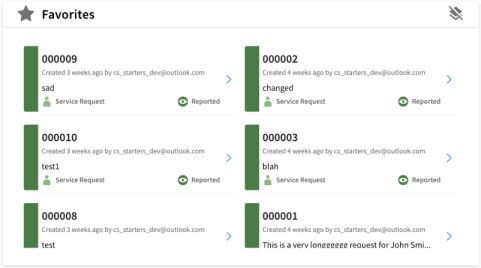 Favorites
000009
Created 3 weeks ago by cs_starters_dev@outlook.com
sad
Service Request
Reported
000002
Created 4 weeks ago by cs_starters_dev@outlook.com
changed
Service Request
Reported
000010
Created 3 weeks ago by cs_starters_dev@outlook.com
test1
Service Request
Reported
000003
Created 4 weeks ago by cs_starters_dev@outlook.com
blah
Service Request
Reported
000008
Created 3 weeks ago by cs_starters_dev@outlook.com
test
000001
Created 4 weeks ago by cs_starters_dev@outlook.com
This is a very longggggg request for John Smi...